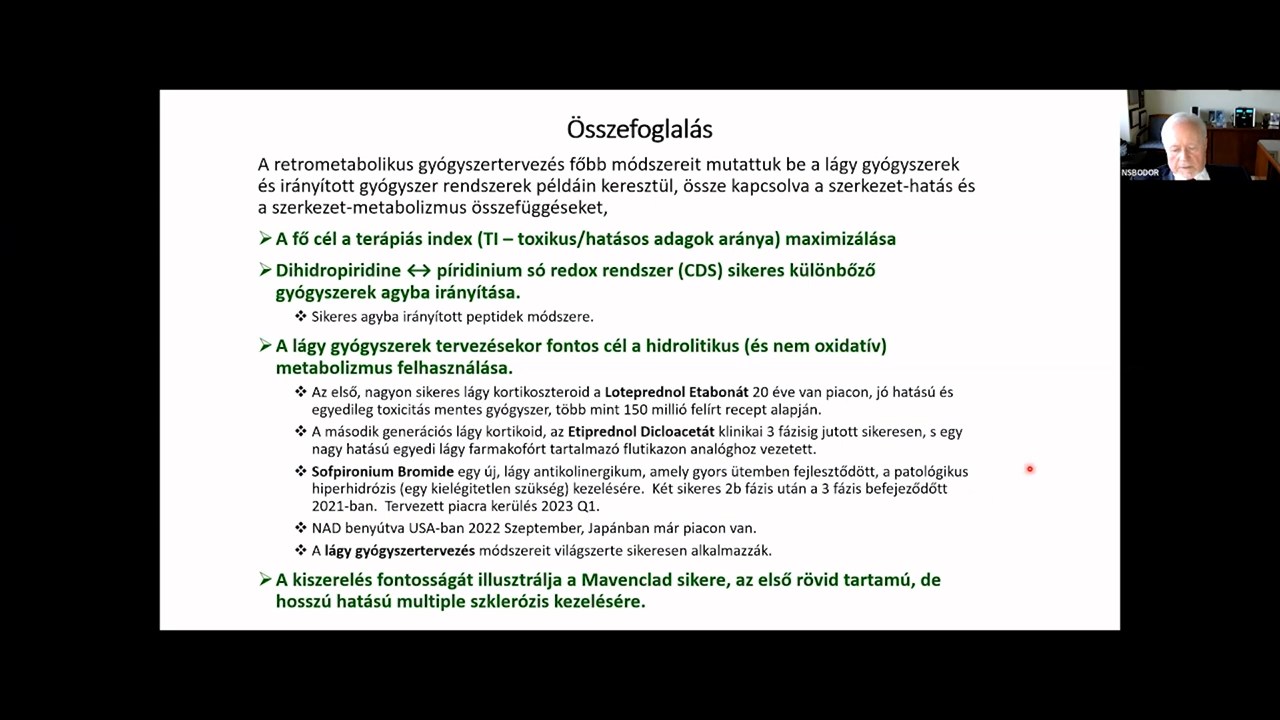 Összefoglalás
A retrometabolikus gyógyszertervezés főbb módszereit mutattuk be a lágy gyógyszerek
és irányított gyógyszer rendszerek példáin keresztül, össze kapcsolva a szerkezet-hatás és
a szerkezet-metabolizmus összefüggéseket,
➢ A fő cél a terápiás index (TI – toxikus/hatásos adagok aránya) maximizálása
➢ Dihidropiridine ↔ píridinium só redox rendszer (CDS) sikeres különbőző
gyógyszerek agyba irányítása.
❖ Sikeres agyba irányított peptidek módszere.
➢ A lágy gyógyszerek tervezésekor fontos cél a hidrolitikus (és nem oxidatív)
metabolizmus felhasználása.
❖ Az első, nagyon sikeres lágy kortikoszteroid a Loteprednol Etabonát 20 éve van piacon, jó hatású és
egyedileg toxicitás mentes gyógyszer, több mint 150 millió felírt recept alapján.
❖ A második generációs lágy kortikoid, az Etiprednol Dicloacetát klinikai 3 fázisig jutott sikeresen, s egy
nagy hatású egyedi lágy farmakofórt tartalmazó flutikazon analóghoz vezetett.
❖ Sofpironium Bromide egy új, lágy antikolinergikum, amely gyors ütemben fejlesztődött, a patológikus
hiperhidrózis (egy kielégitetlen szükség) kezelésére. Két sikeres 2b fázis után a 3 fázis befejeződőtt
2021-ban. Tervezett piacra kerülés 2023 Q1.
❖ NAD benyútva USA-ban 2022 Szeptember, Japánban már piacon van.
❖ A lágy gyógyszertervezés módszereit világszerte sikeresen alkalmazzák.
➢ A kiszerelés fontosságát illusztrálja a Mavenclad sikere, az első rövid tartamú, de
hosszú hatású multiple szklerózis kezelésére.
NSBODOR